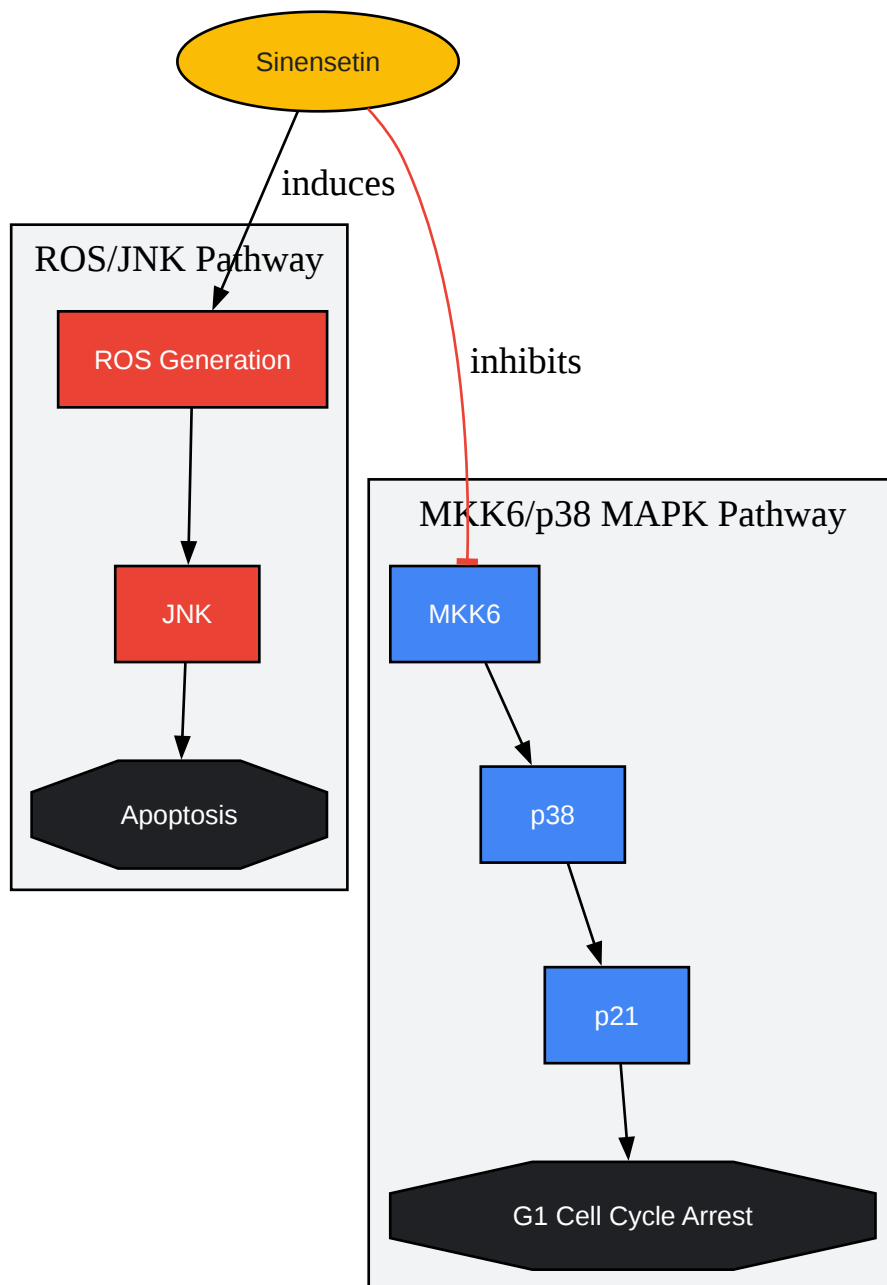 Sinensetin
induces
ROS/JNK Pathway
ROS Generation
inhibits
MKK6/p38 MAPK Pathway
JNK
MKK6
Apoptosis
p38
p21
G1 Cell Cycle Arrest